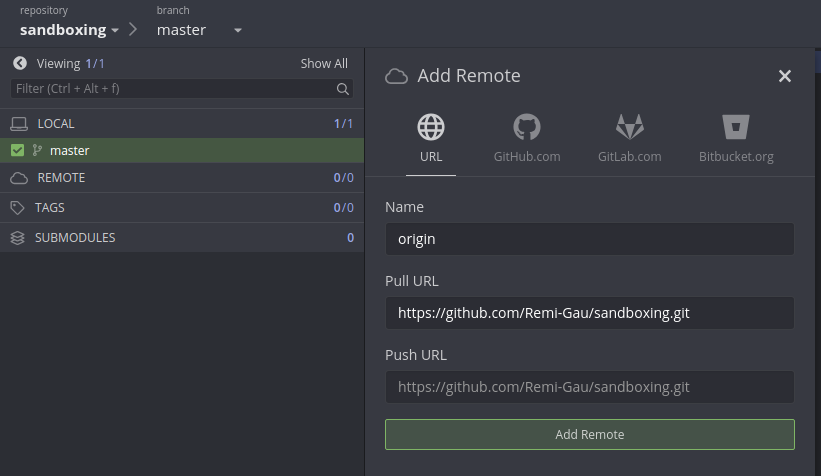 repository
branch
sandboxing
master
Viewing 1/1
Show All
Filter (Ctrl + Alt + f)
LOCAL
1/1
master
REMOTE
0/0
TAGS
0/0
SUBMODULES
0
Add Remote
URL
GitHub.com
GitLab.com
Bitbucket.org
Name
origin
Pull URL
https://github.com/Remi-Gau/sandboxing.git
Push URL
https://github.com/Remi-Gau/sandboxing.git
Add Remote